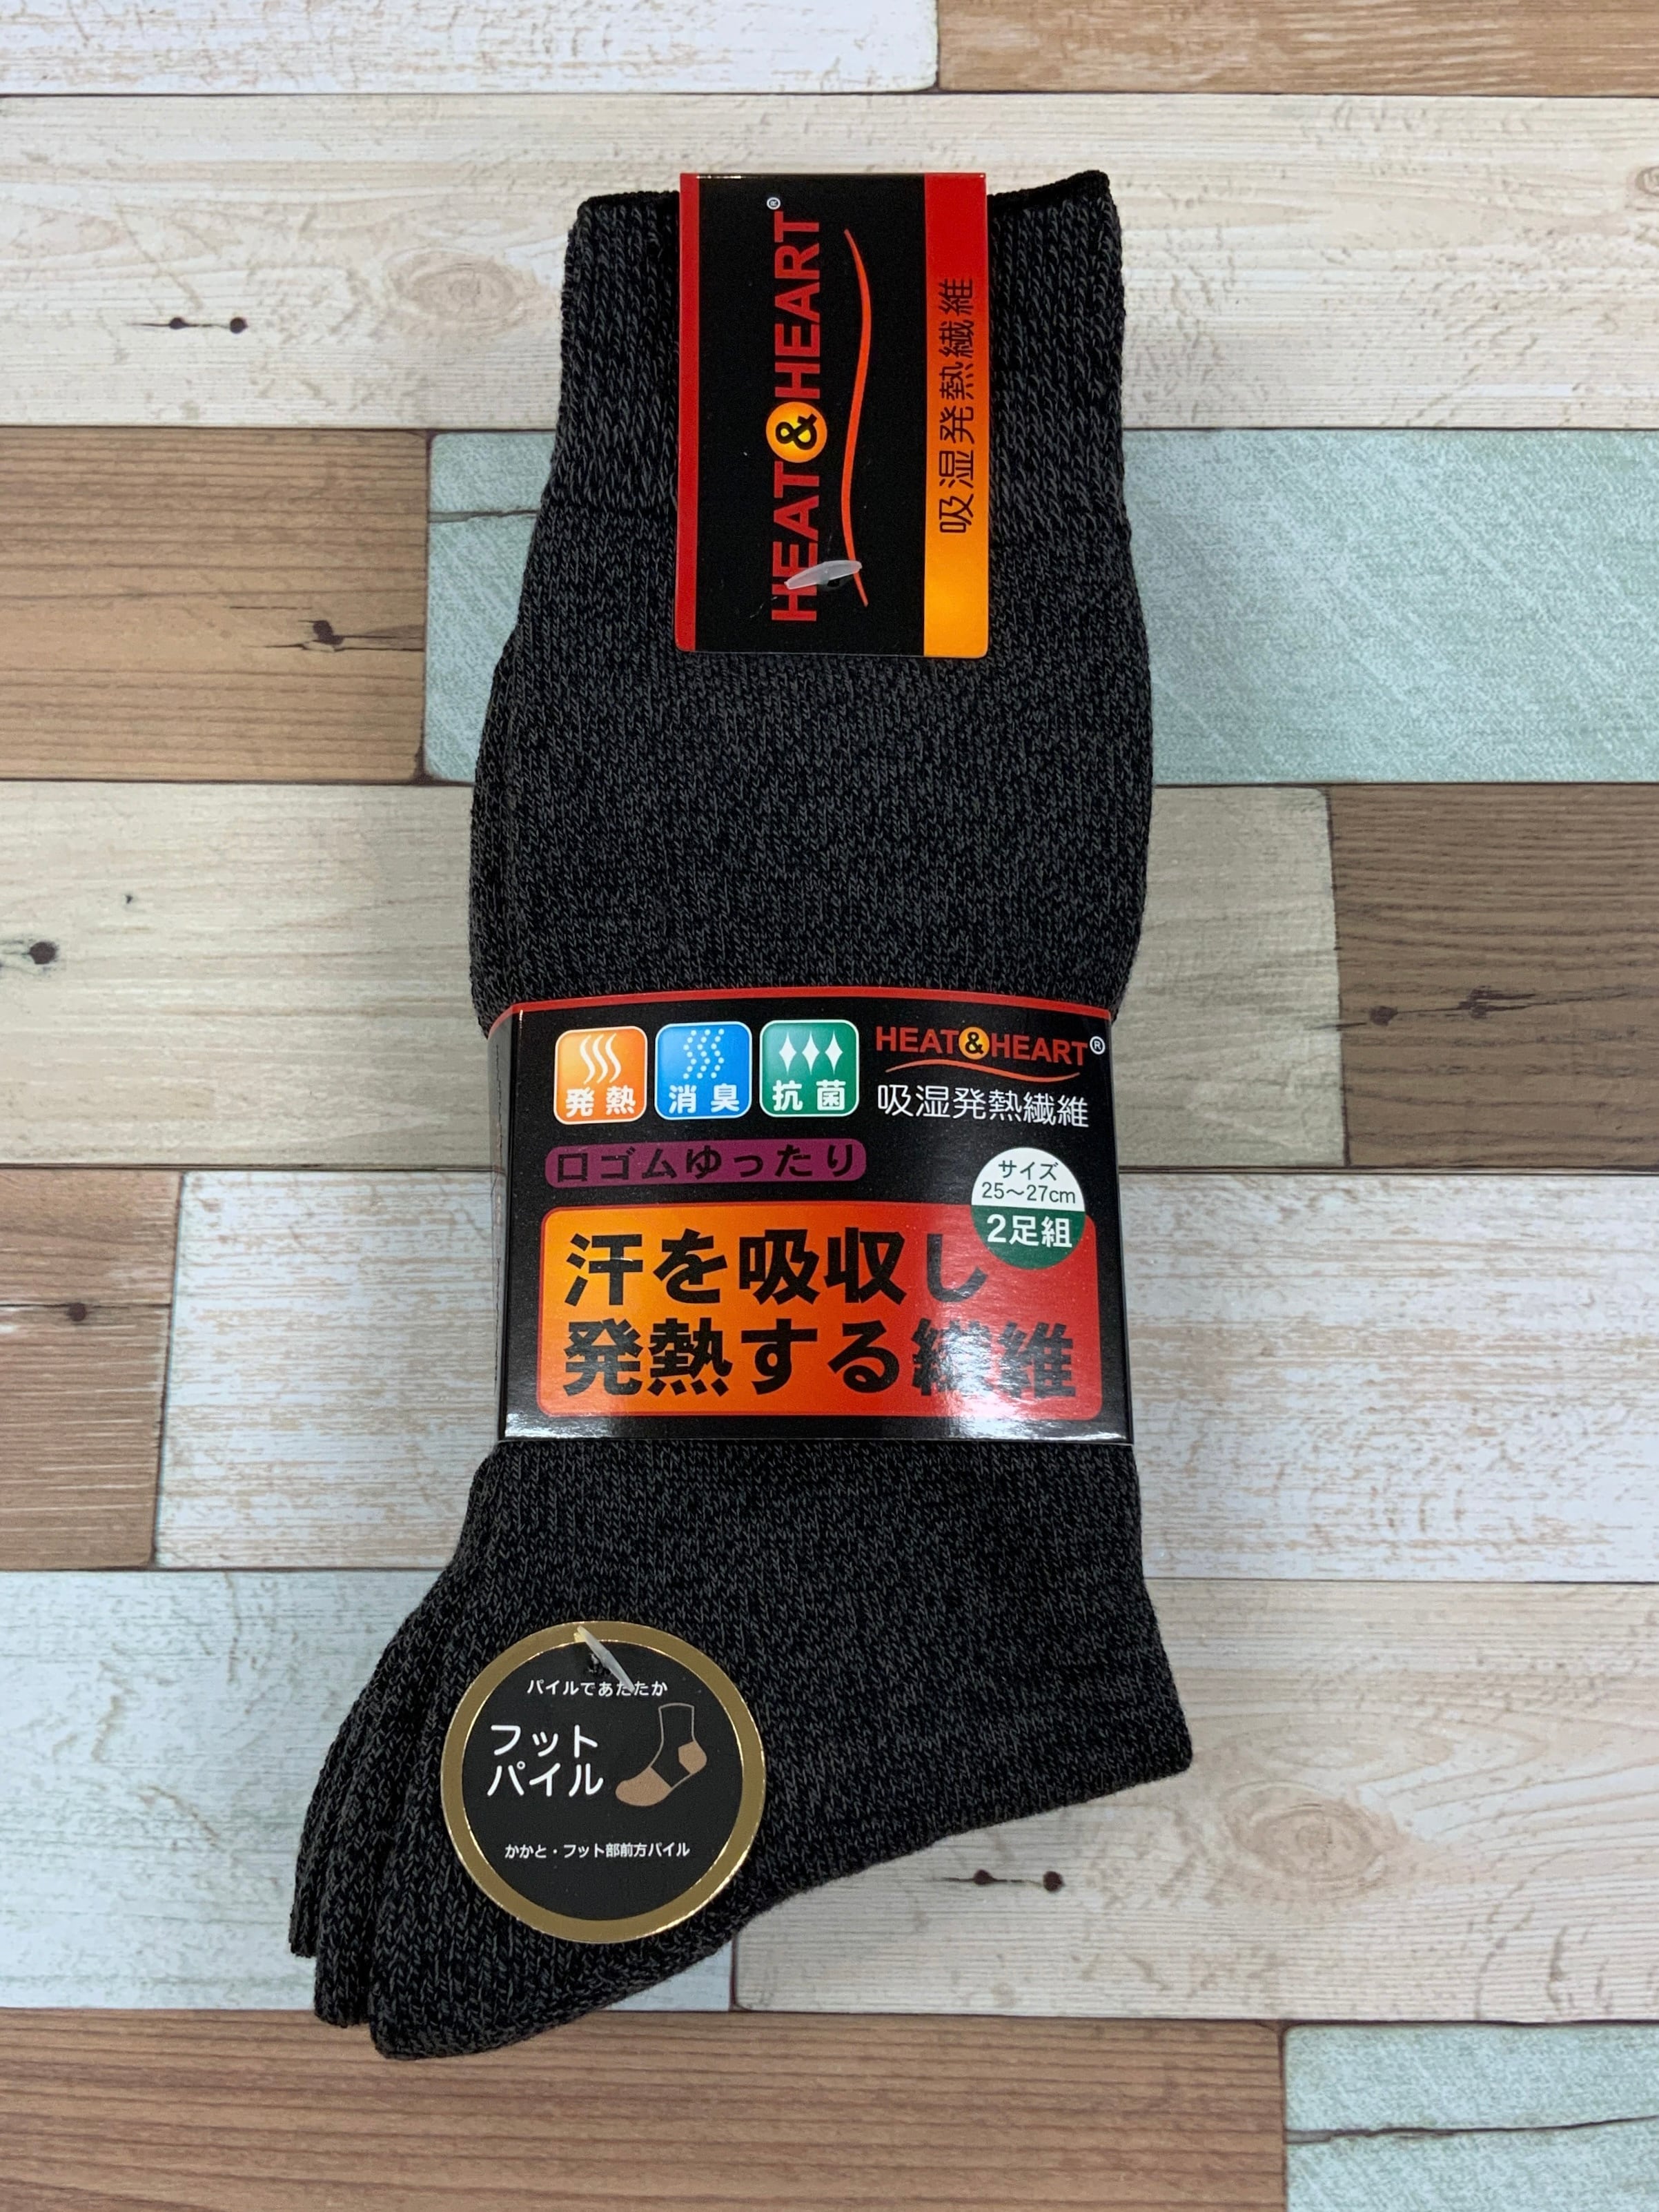 HEAT&HEART®
吸湿発熱繊維
発熱
消臭
抗菌
HEAT&HEART®
吸湿発熱繊維
口ゴムゆったり
サイズ
25〜27cm
2足組
汗を吸収し
発熱する繊維
パイルであたたか
フット
パイル
かかと・フット部前方パイル